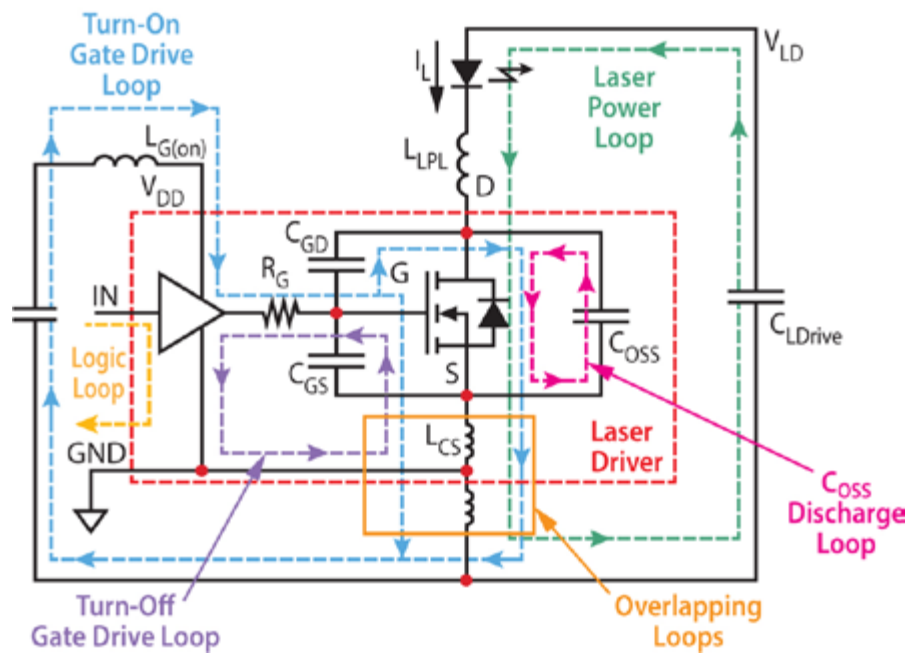 Turn-On
Gate Drive
Loop
V_LD
I_L
Laser
Power
Loop
L_G(on)
L_LPL
V_DD
D
C_GD
R_G
G
IN
C_LDrive
C_OSS
Logic
Loop
C_GS
S
L_CS
Laser
Driver
GND
C_OSS
Discharge
Loop
Turn-Off
Gate Drive Loop
Overlapping
Loops